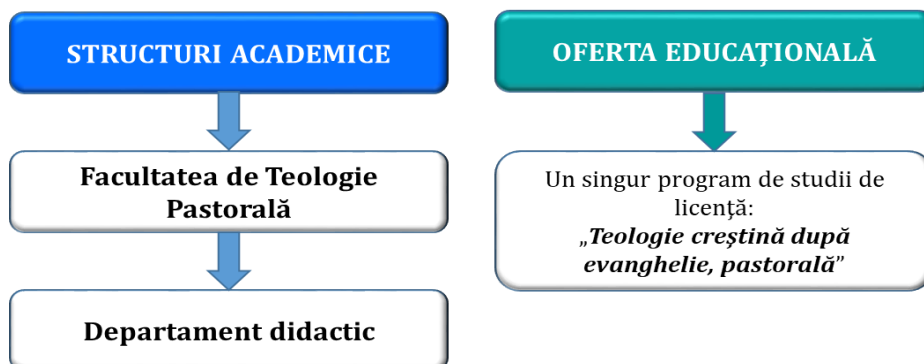 STRUCTURI ACADEMICE
Facultatea de Teologie
Pastorală
Departament didactic
OFERTA EDUCAŢIONALĂ
Un singur program de studii de
licenţă:
„Teologie creştină după
evanghelie, pastorală”